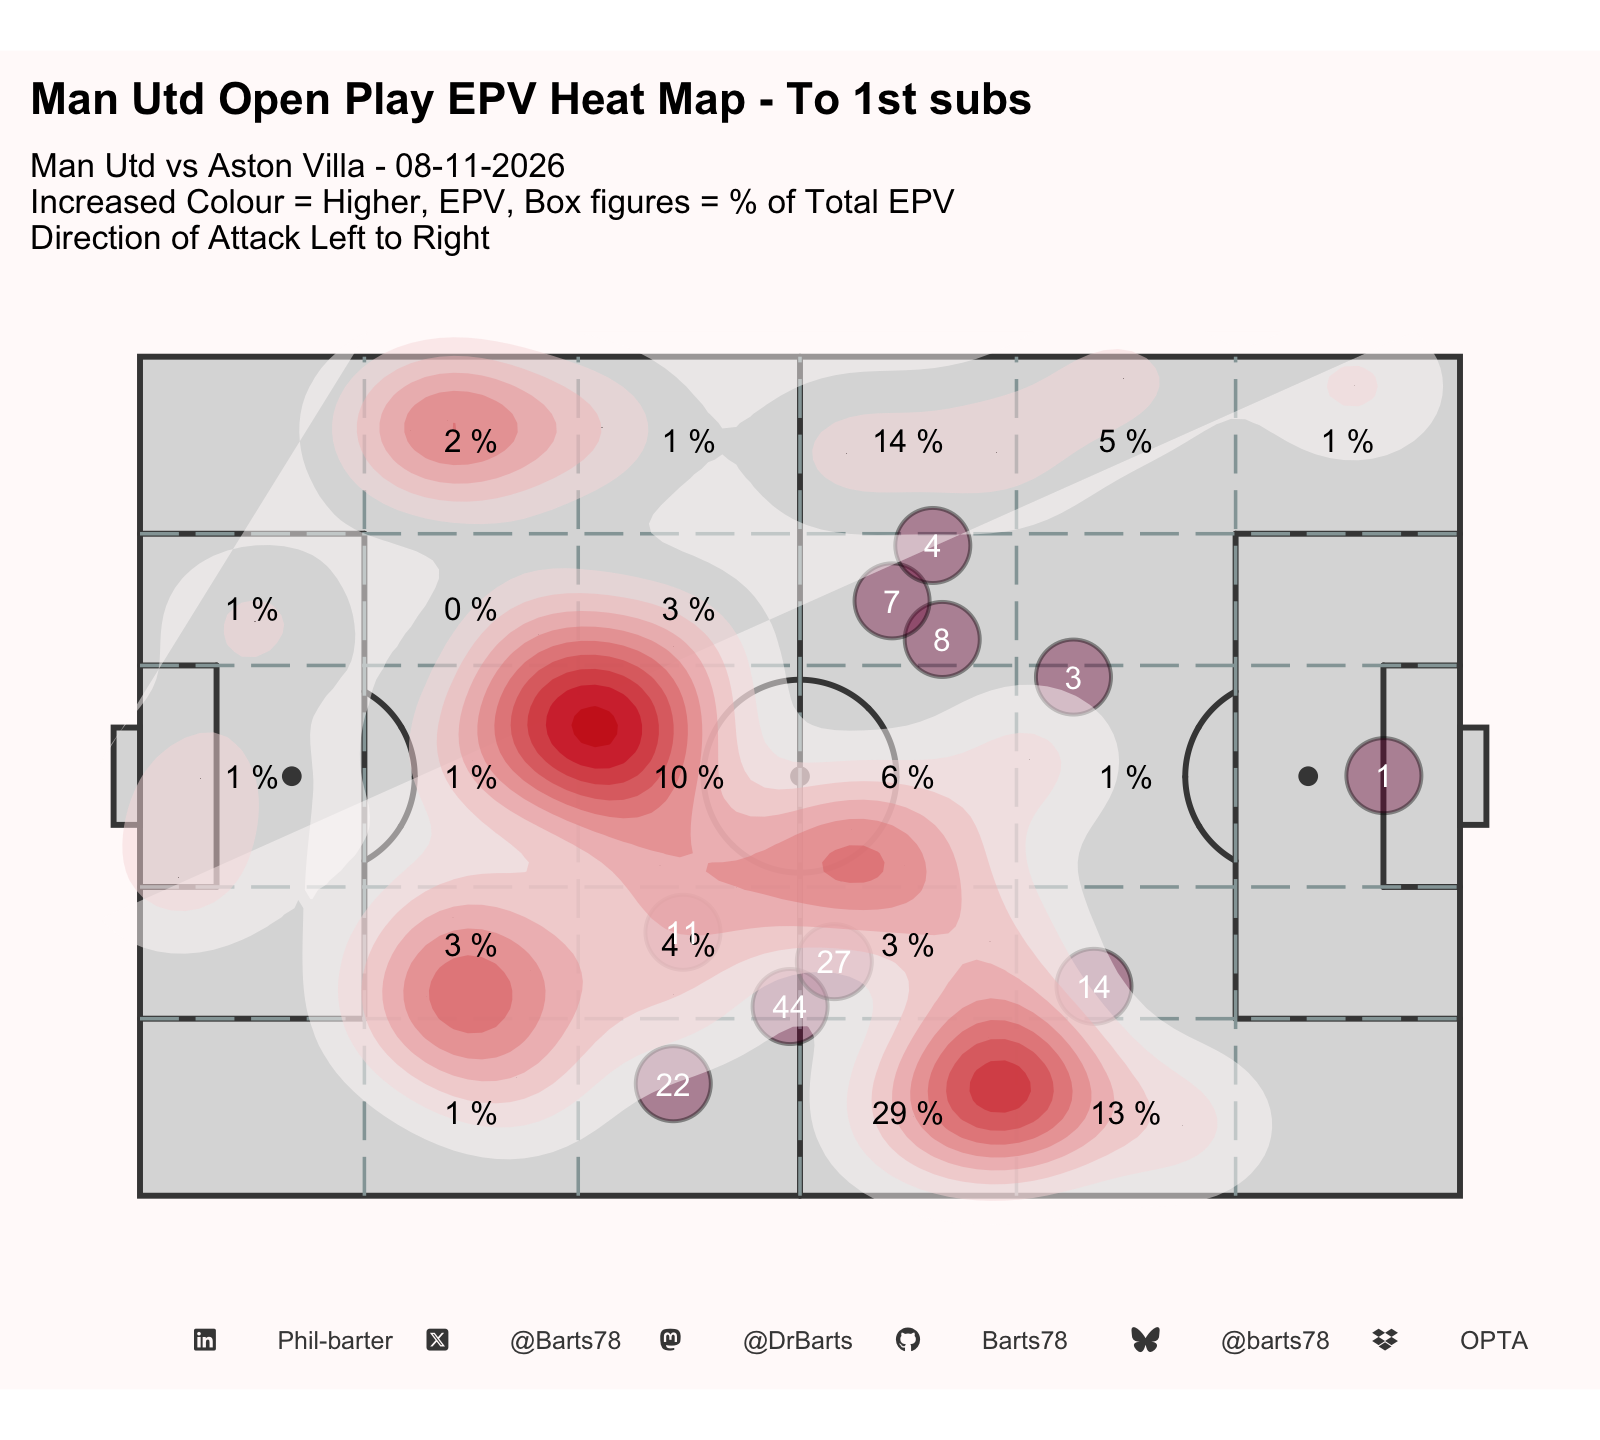 Man Utd Open Play EPV Heat Map - To 1st subs
Man Utd vs Aston Villa - 08-11-2026
Increased Colour = Higher, EPV, Box figures = % of Total EPV
Direction of Attack Left to Right
2 % 1 % 14 % 5 % 1 %
4
7
1 % 0 % 3 %
8
3
1 % 1 % 10 % 6 % 1 % 1
11
3 % 4 % 3 %
27
14
44
22
1 % 29 % 13 %
Phil-barter @Barts78 @DrBarts Barts78 @barts78 OPTA